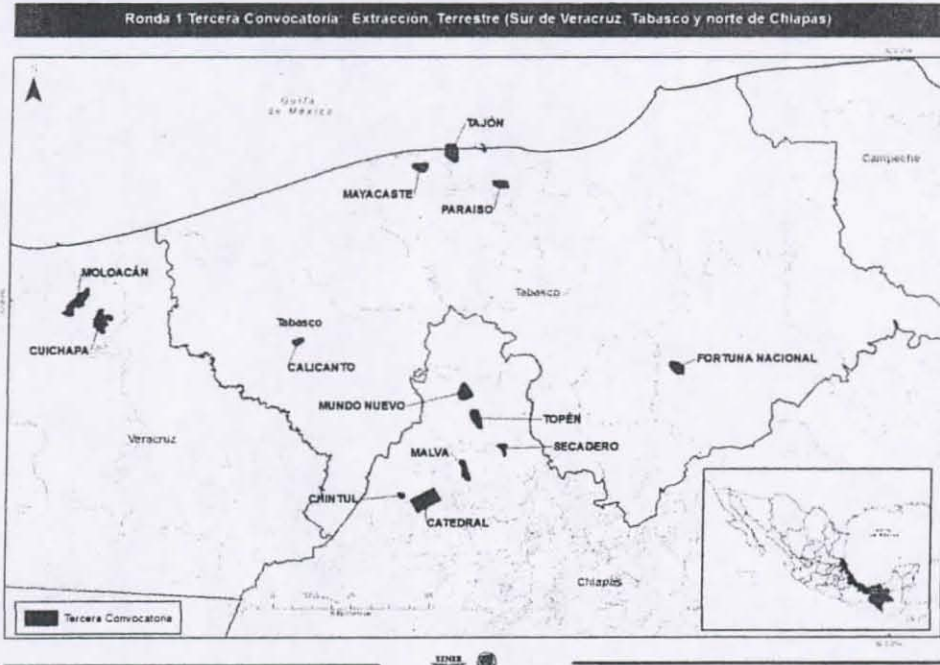 Ronda 1 Tercera Convocatoria Extracción Terrestre (Sur de Veracruz Tabasco y norte de Chiapas)
Golfo
de México
TAJÓN
Campeche
MAYACASTE
PARAISO
MOLOACÁN
Tabasco
Tabasco
CUICHAPA
CALICANTO
FORTUNA NACIONAL
MUNDO NUEVO
TOPÉN
Veracruz
MALVA
SECADERO
CHINTUL
CATEDRAL
Chiapas
Tercera Convocatoria
SENER